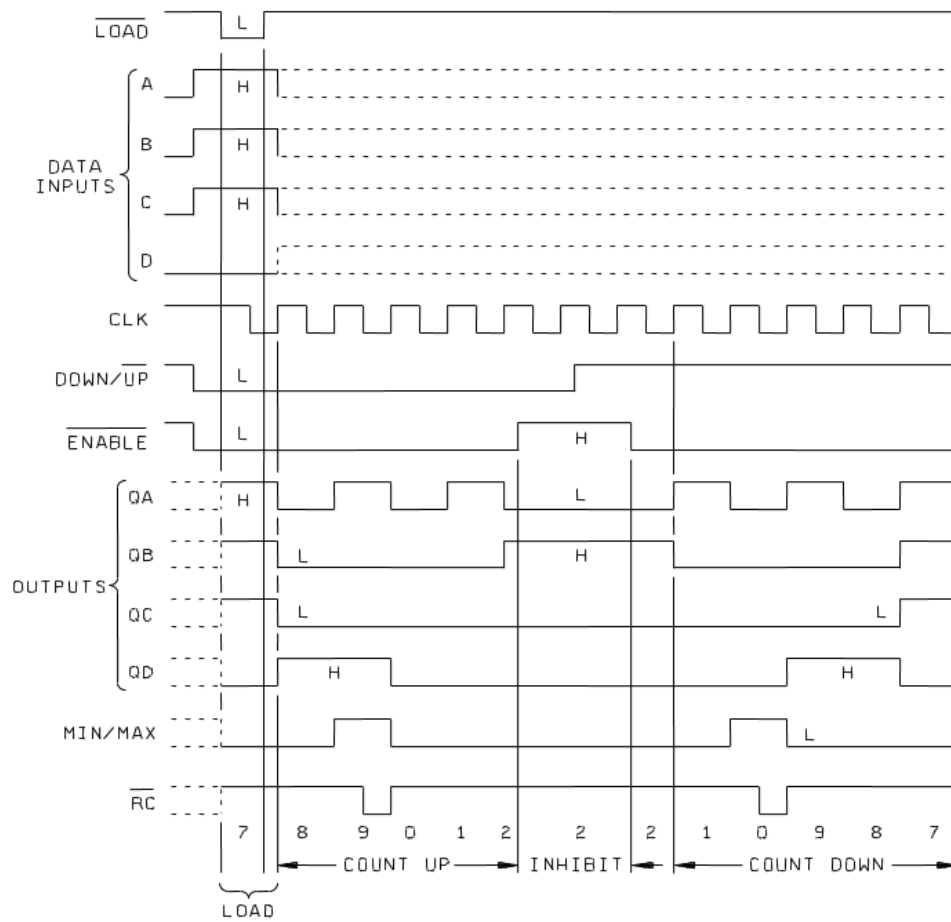 LOAD L
A H
B H
DATA
INPUTS
C H
D
CLK
DOWN/UP L
ENABLE L H
QA H L
QB L H
OUTPUTS
QC L L
QD H H
MIN/MAX L
RC
7 8 9 0 1 2 2 2 1 0 9 8 7
COUNT UP INHIBIT COUNT DOWN
LOAD